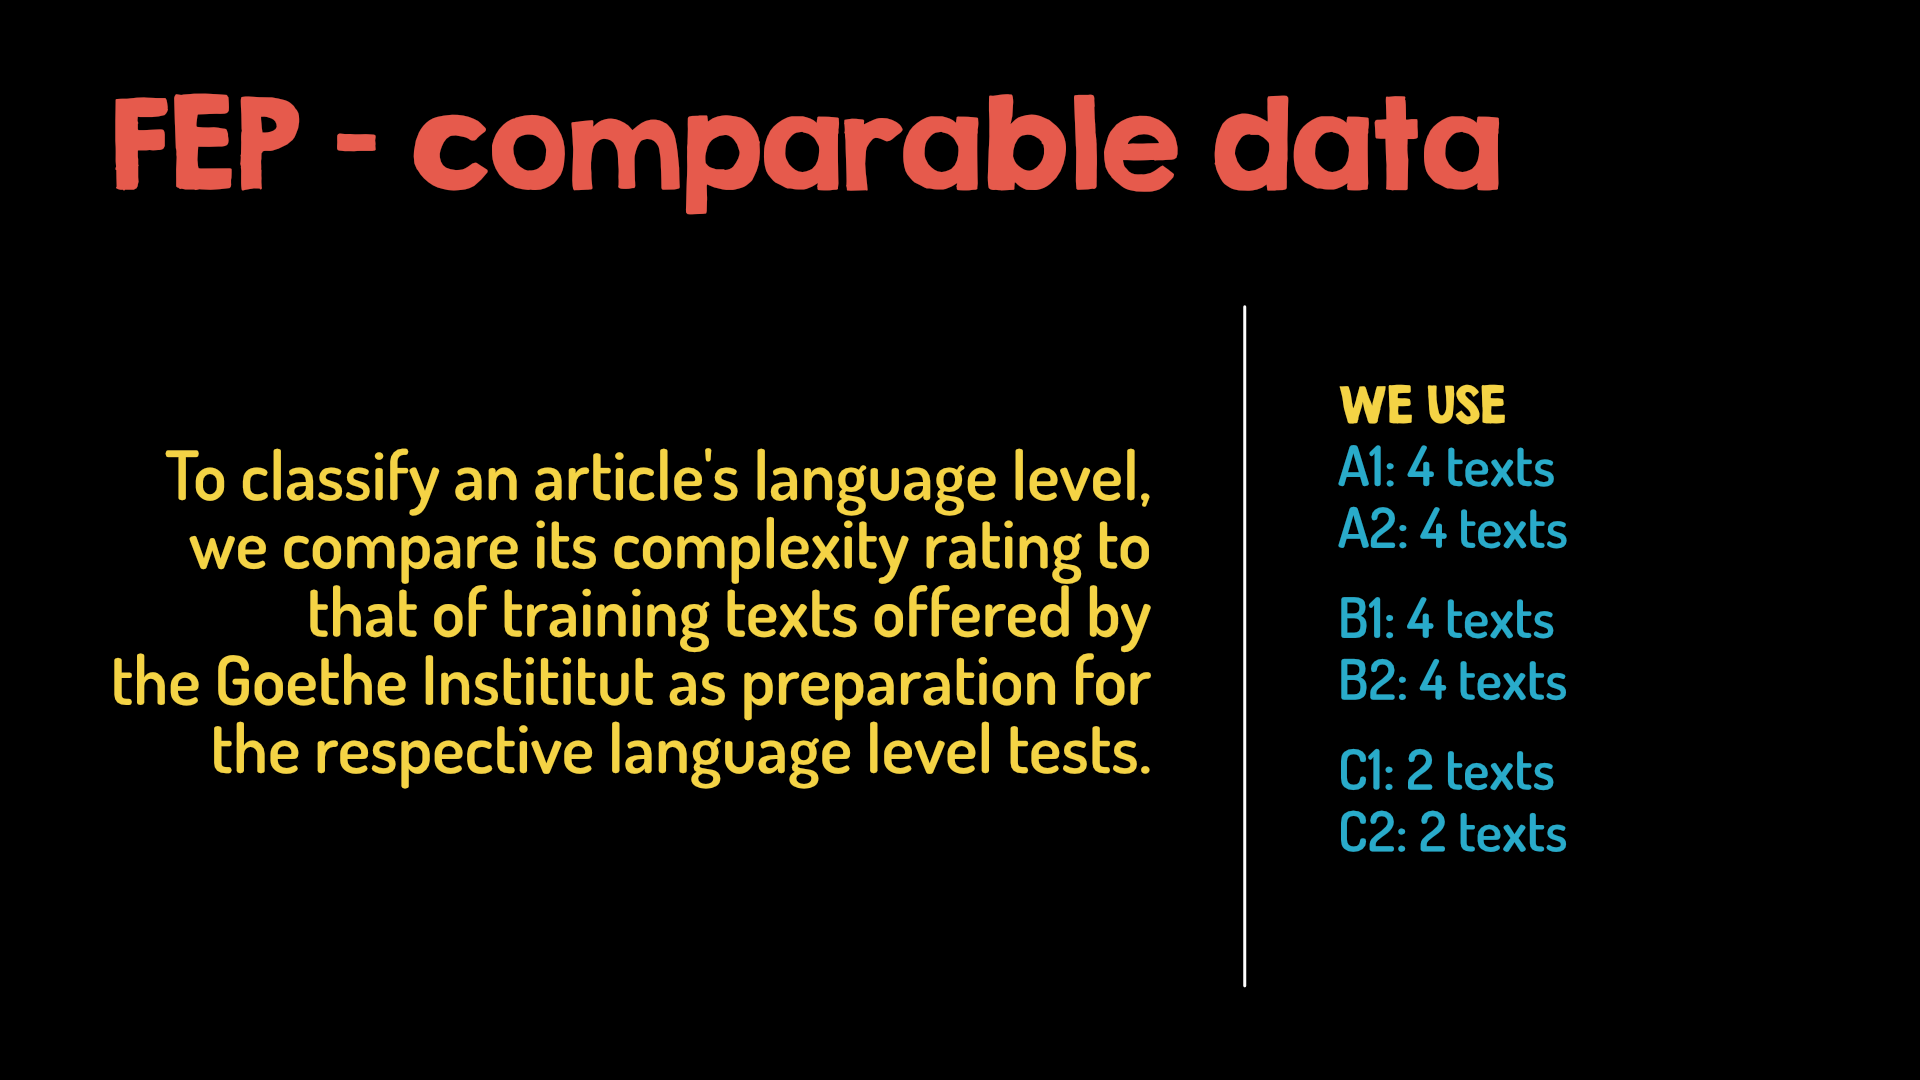 FEP - comparable data
To classify an article's language level,
we compare its complexity rating to
that of training texts offered by
the Goethe Instititut as preparation for
the respective language level tests.
WE USE
A1: 4 texts
A2: 4 texts
B1: 4 texts
B2: 4 texts
C1: 2 texts
C2: 2 texts